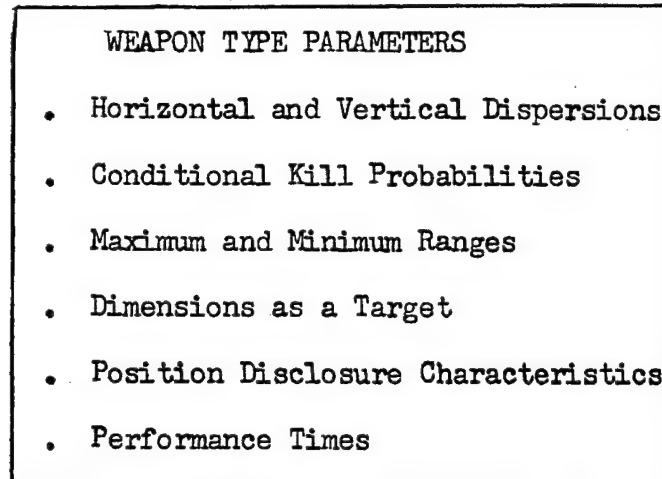 WEAPON TYPE PARAMETERS
. Horizontal and Vertical Dispersions
. Conditional Kill Probabilities
. Maximum and Minimum Ranges
. Dimensions as a Target
. Position Disclosure Characteristics
. Performance Times